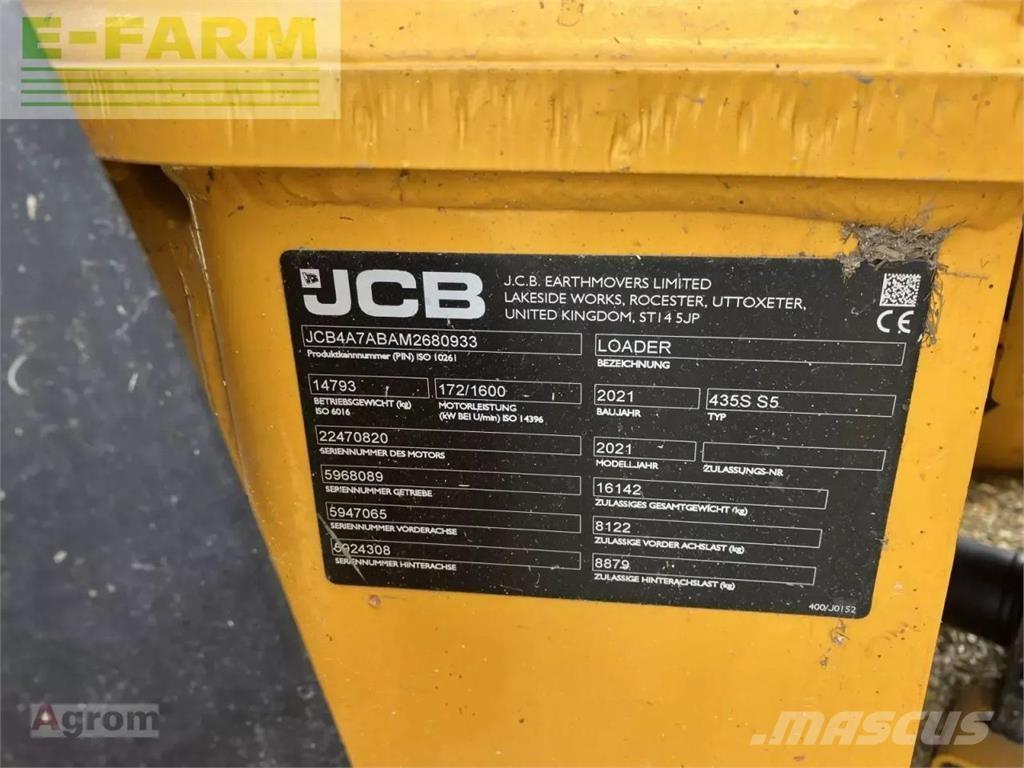 E-FARM
JCB
J.C.B. EARTHMOVERS LIMITED
LAKESIDE WORKS, ROCESTER, UTTOXETER,
UNITED KINGDOM, ST14 5JP
CE
JCB4A7ABAM2680933
Produktkennnummer (PIN) ISO 10261
LOADER
BEZEICHNUNG
14793
BETRIEBSGEWICHT (kg)
ISO 6016
172/1600
MOTORLEISTUNG
(kW BEI U/min) ISO 14396
2021
BAUJAHR
435S S5
TYP
22470820
SERIENNUMMER DES MOTORS
2021
MODELLJAHR
ZULASSUNGS-NR
5968089
SERIENNUMMER GETRIEBE
16142
ZULASSIGES GESAMTGEWICHT (kg)
5947065
SERIENNUMMER VORDERACHSE
8122
ZULASSIGE VORDER ACHSLAST (kg)
5924308
SERIENNUMMER HINTERACHSE
8879
ZULASSIGE HINTERACHSLAST (kg)
400/J0152
Agrom
MASCUS